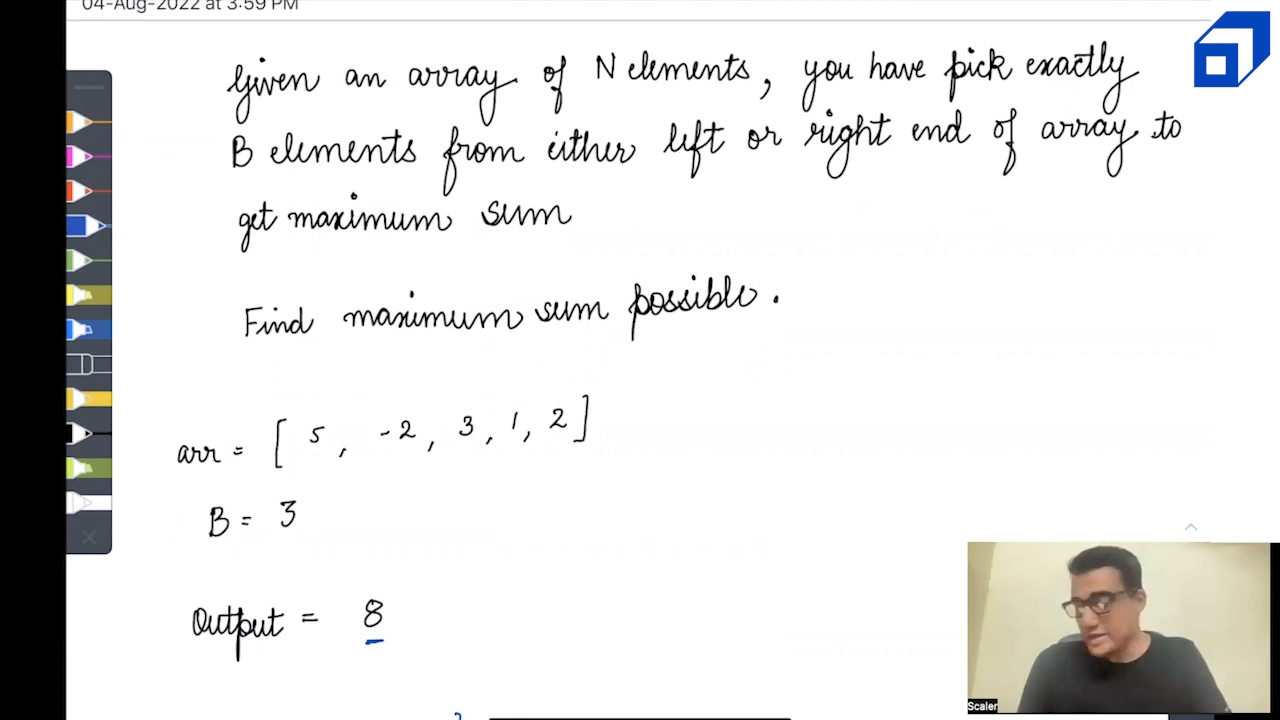 04-Aug-2022 at 3:59 PM
Given an array of N elements, you have pick exactly
B elements from either left or right end of array to
get maximum sum
Find maximum sum possible.
arr = [ 5, -2, 3, 1, 2 ]
B = 3
Output = 8
Scaler